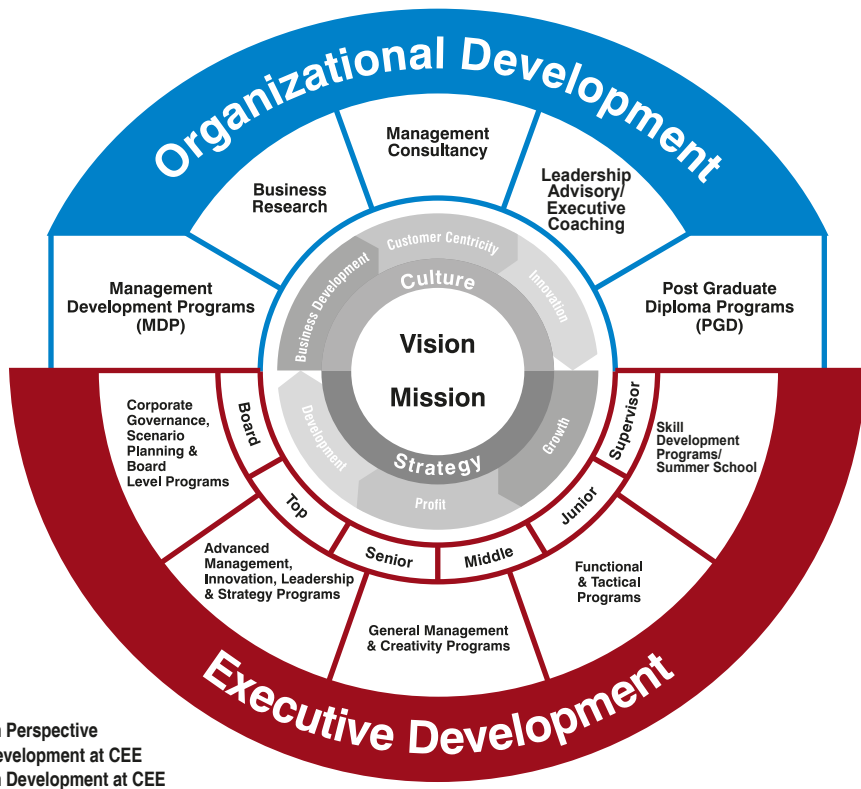 Organizational Development
Management
Consultancy
Business
Research
Leadership
Advisory/
Executive
Coaching
Management
Development Programs
(MDP)
Post Graduate
Diploma Programs
(PGD)
Customer Centricity
Business Development
Innovation
Culture
Vision
Mission
Strategy
Development
Profit
Growth
Board
Top
Senior
Middle
Junior
Supervisor
Corporate
Governance,
Scenario
Planning &
Board
Level Programs
Advanced
Management,
Innovation, Leadership
& Strategy Programs
General Management
& Creativity Programs
Functional
& Tactical
Programs
Skill
Development
Programs/
Summer School
Executive Development
Perspective
evelopment at CEE
Development at CEE